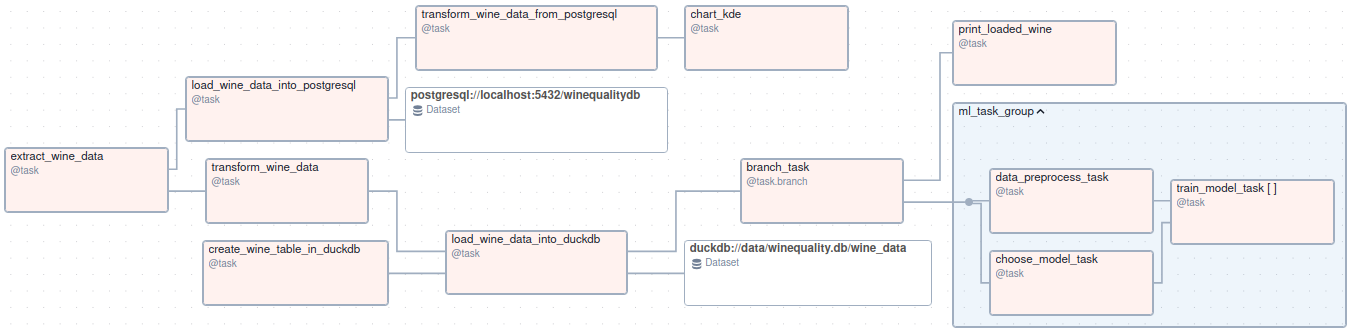 transform_wine_data_from_postgresql
@task
chart_kde
@task
print_loaded_wine
@task
load_wine_data_into_postgresql
@task
postgresql://localhost:5432/winequalitydb
Dataset
ml_task_group
extract_wine_data
@task
transform_wine_data
@task
branch_task
@task.branch
data_preprocess_task
@task
train_model_task [ ]
@task
create_wine_table_in_duckdb
@task
load_wine_data_into_duckdb
@task
duckdb://data/winequality.db/wine_data
Dataset
choose_model_task
@task